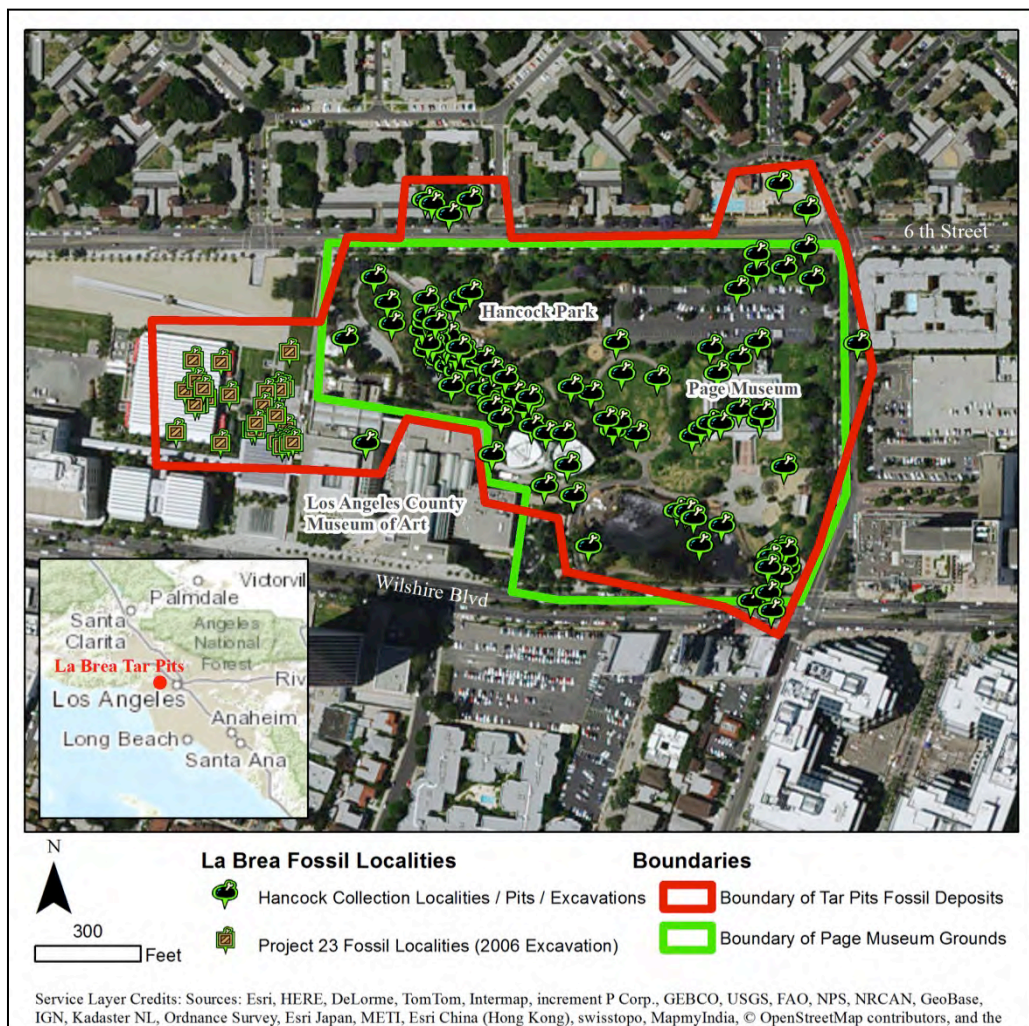 6 th Street
Hancock Park
Page Museum
Los Angeles County
Museum of Art
Wilshire Blvd
Victorvill
Palmdale
Santa
Clarita
Angeles
National
Forest
La Brea Tar Pits
Los Angeles
Riv
Anaheim
Long Beach
Santa Ana
N
300
Feet
La Brea Fossil Localities
Hancock Collection Localities / Pits / Excavations
Project 23 Fossil Localities (2006 Excavation)
Boundaries
Boundary of Tar Pits Fossil Deposits
Boundary of Page Museum Grounds
Service Layer Credits: Sources: Esri, HERE, DeLorme, TomTom, Intermap, increment P Corp., GEBCO, USGS, FAO, NPS, NRCAN, GeoBase,
IGN, Kadaster NL, Ordnance Survey, Esri Japan, METI, Esri China (Hong Kong), swisstopo, MapmyIndia, © OpenStreetMap contributors, and the